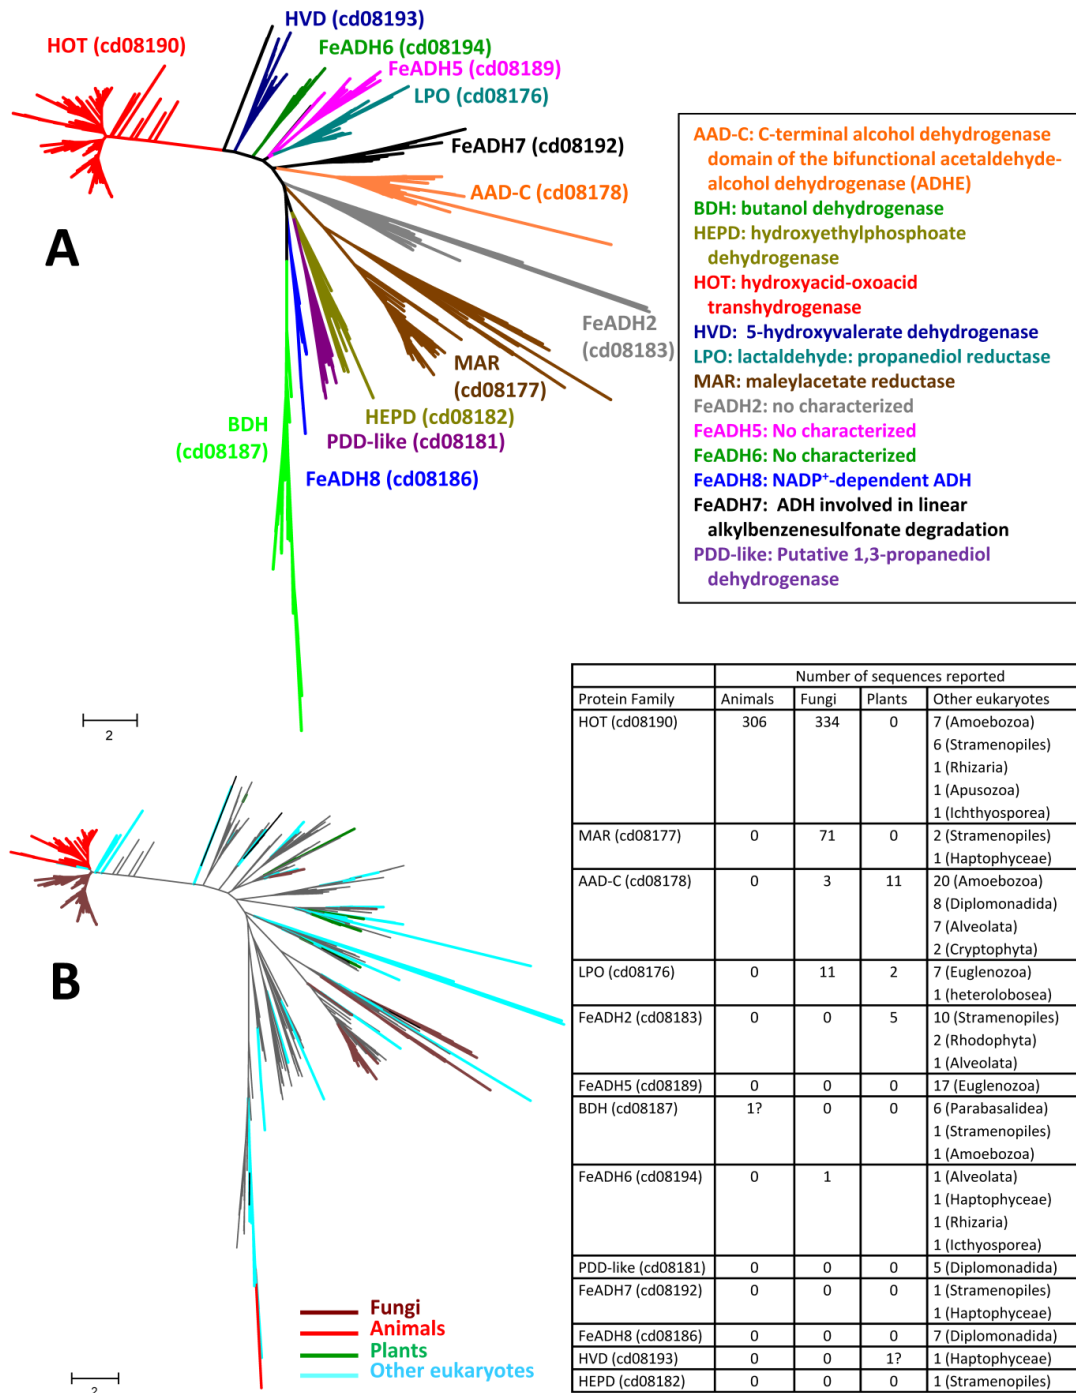 HVD (cd08193)
HOT (cd08190)
FeADH6 (cd08194)
FeADH5 (cd08189)
LPO (cd08176)
FeADH7 (cd08192)
AAD-C (cd08178)
A
FeADH2
(cd08183)
MAR
(cd08177)
HEPD (cd08182)
BDH
(cd08187)
PDD-like (cd08181)
FeADH8 (cd08186)
2
AAD-C: C-terminal alcohol dehydrogenase
domain of the bifunctional acetaldehyde-
alcohol dehydrogenase (ADHE)
BDH: butanol dehydrogenase
HEPD: hydroxyethylphosphoate
dehydrogenase
HOT: hydroxyacid-oxoacid
transhydrogenase
HVD: 5-hydroxyvalerate dehydrogenase
LPO: lactaldehyde: propanediol reductase
MAR: maleylacetate reductase
FeADH2: no characterized
FeADH5: No characterized
FeADH6: No characterized
FeADH8: NADP⁺-dependent ADH
FeADH7: ADH involved in linear
alkylbenzenesulfonate degradation
PDD-like: Putative 1,3-propanediol
dehydrogenase
B
Fungi
Animals
Plants
Other eukaryotes
2
Number of sequences reported
Protein Family Animals Fungi Plants Other eukaryotes
HOT (cd08190) 306 334 0 7 (Amoebozoa)
6 (Stramenopiles)
1 (Rhizaria)
1 (Apusozoa)
1 (Ichthyosporea)
MAR (cd08177) 0 71 0 2 (Stramenopiles)
1 (Haptophyceae)
AAD-C (cd08178) 0 3 11 20 (Amoebozoa)
8 (Diplomonadida)
7 (Alveolata)
2 (Cryptophyta)
LPO (cd08176) 0 11 2 7 (Euglenozoa)
1 (heterolobosea)
FeADH2 (cd08183) 0 0 5 10 (Stramenopiles)
2 (Rhodophyta)
1 (Alveolata)
FeADH5 (cd08189) 0 0 0 17 (Euglenozoa)
BDH (cd08187) 1? 0 0 6 (Parabasalidea)
1 (Stramenopiles)
1 (Amoebozoa)
FeADH6 (cd08194) 0 1 1 (Alveolata)
1 (Haptophyceae)
1 (Rhizaria)
1 (Icthyosporea)
PDD-like (cd08181) 0 0 0 5 (Diplomonadida)
FeADH7 (cd08192) 0 0 0 1 (Stramenopiles)
1 (Haptophyceae)
FeADH8 (cd08186) 0 0 0 7 (Diplomonadida)
HVD (cd08193) 0 0 1? 1 (Haptophyceae)
HEPD (cd08182) 0 0 0 1 (Stramenopiles)